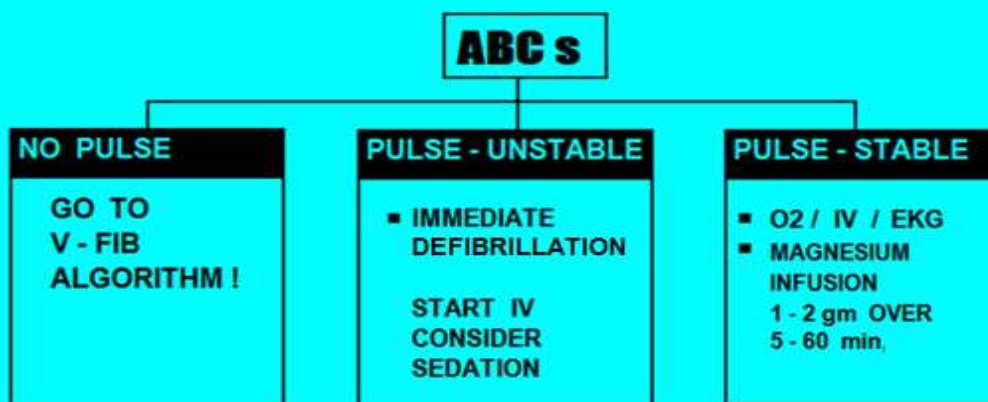 ABC s
NO PULSE
GO TO
V - FIB
ALGORITHM !
PULSE - UNSTABLE
▪ IMMEDIATE
DEFIBRILLATION
START IV
CONSIDER
SEDATION
PULSE - STABLE
▪ O2 / IV / EKG
▪ MAGNESIUM
INFUSION
1 - 2 gm OVER
5 - 60 min,